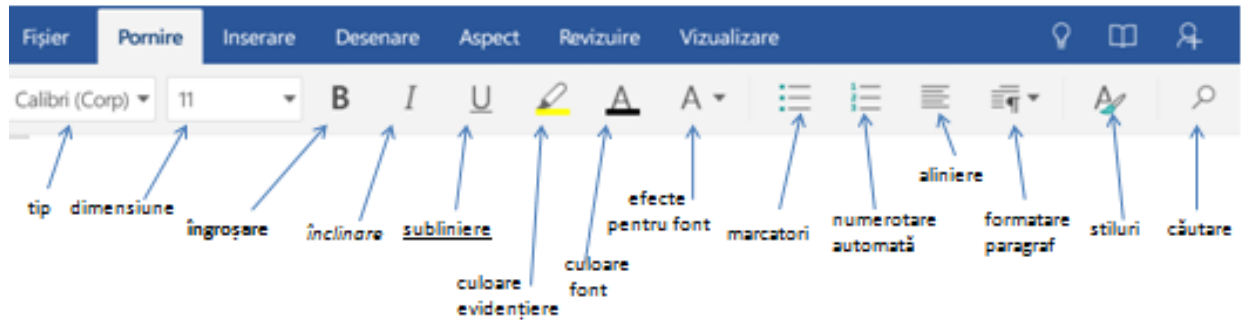 Fișier Pornire Inserare Desenare Aspect Revizuire Vizualizare
Calibri (Corp) 11 B I U A A
tip dimensiune
îngroșare
înclinare
subliniere
culoare
evidențiere
culoare
font
efecte
pentru font
marcatori
numerotare
automată
aliniere
formatare
paragraf
stiluri
căutare